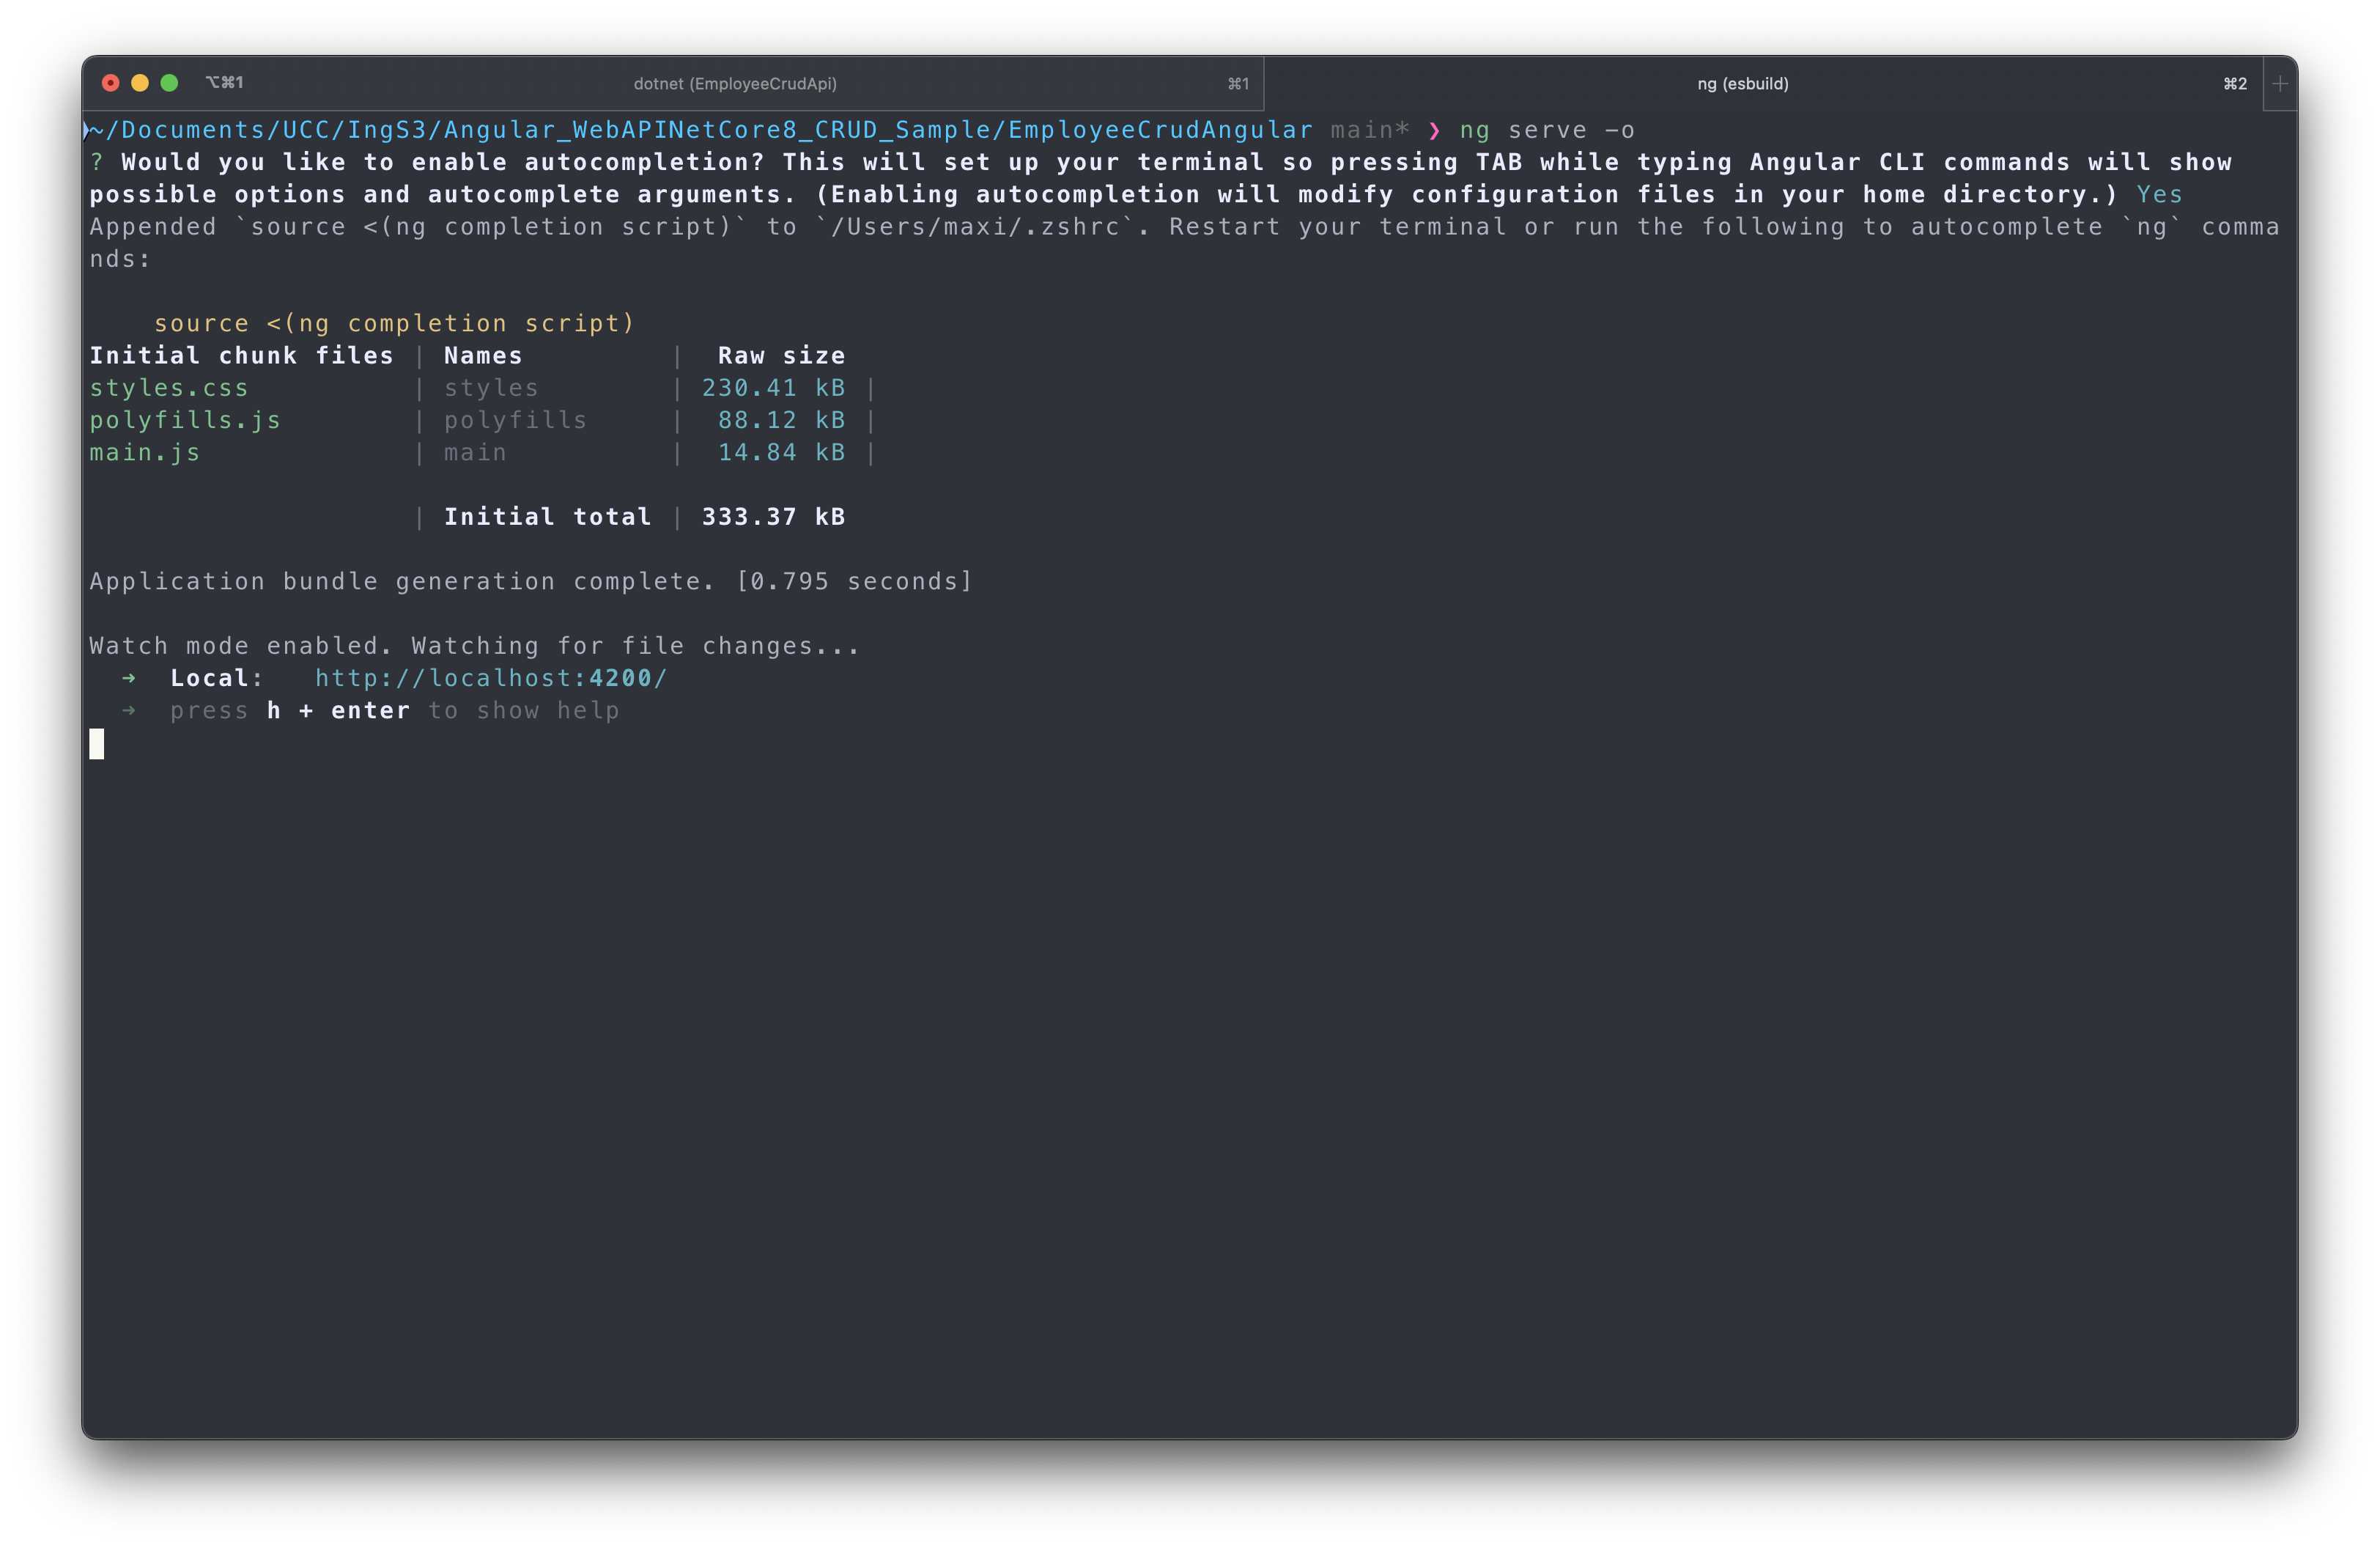 ⌥⌘1 dotnet (EmployeeCrudApi) ⌘1 ng (esbuild) ⌘2 +
~/Documents/UCC/IngS3/Angular_WebAPINetCore8_CRUD_Sample/EmployeeCrudAngular main* ❯ ng serve -o
? Would you like to enable autocompletion? This will set up your terminal so pressing TAB while typing Angular CLI commands will show
possible options and autocomplete arguments. (Enabling autocompletion will modify configuration files in your home directory.) Yes
Appended `source <(ng completion script)` to `/Users/maxi/.zshrc`. Restart your terminal or run the following to autocomplete `ng` comma
nds:
source <(ng completion script)
Initial chunk files | Names | Raw size
styles.css | styles | 230.41 kB |
polyfills.js | polyfills | 88.12 kB |
main.js | main | 14.84 kB |
| Initial total | 333.37 kB
Application bundle generation complete. [0.795 seconds]
Watch mode enabled. Watching for file changes...
➜ Local: http://localhost:4200/
➜ press h + enter to show help